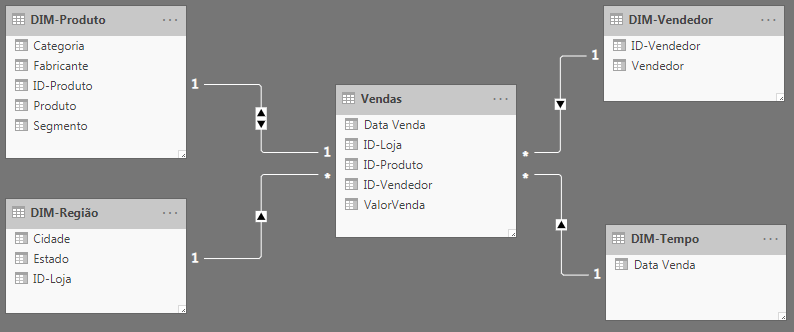 DIM-Produto ...
Categoria
Fabricante
ID-Produto
Produto
Segmento
1
1
DIM-Região ...
Cidade
Estado
ID-Loja
1
*
Vendas ...
Data Venda
ID-Loja
ID-Produto
ID-Vendedor
ValorVenda
DIM-Vendedor ...
ID-Vendedor
Vendedor
1
*
DIM-Tempo ...
Data Venda
1
*